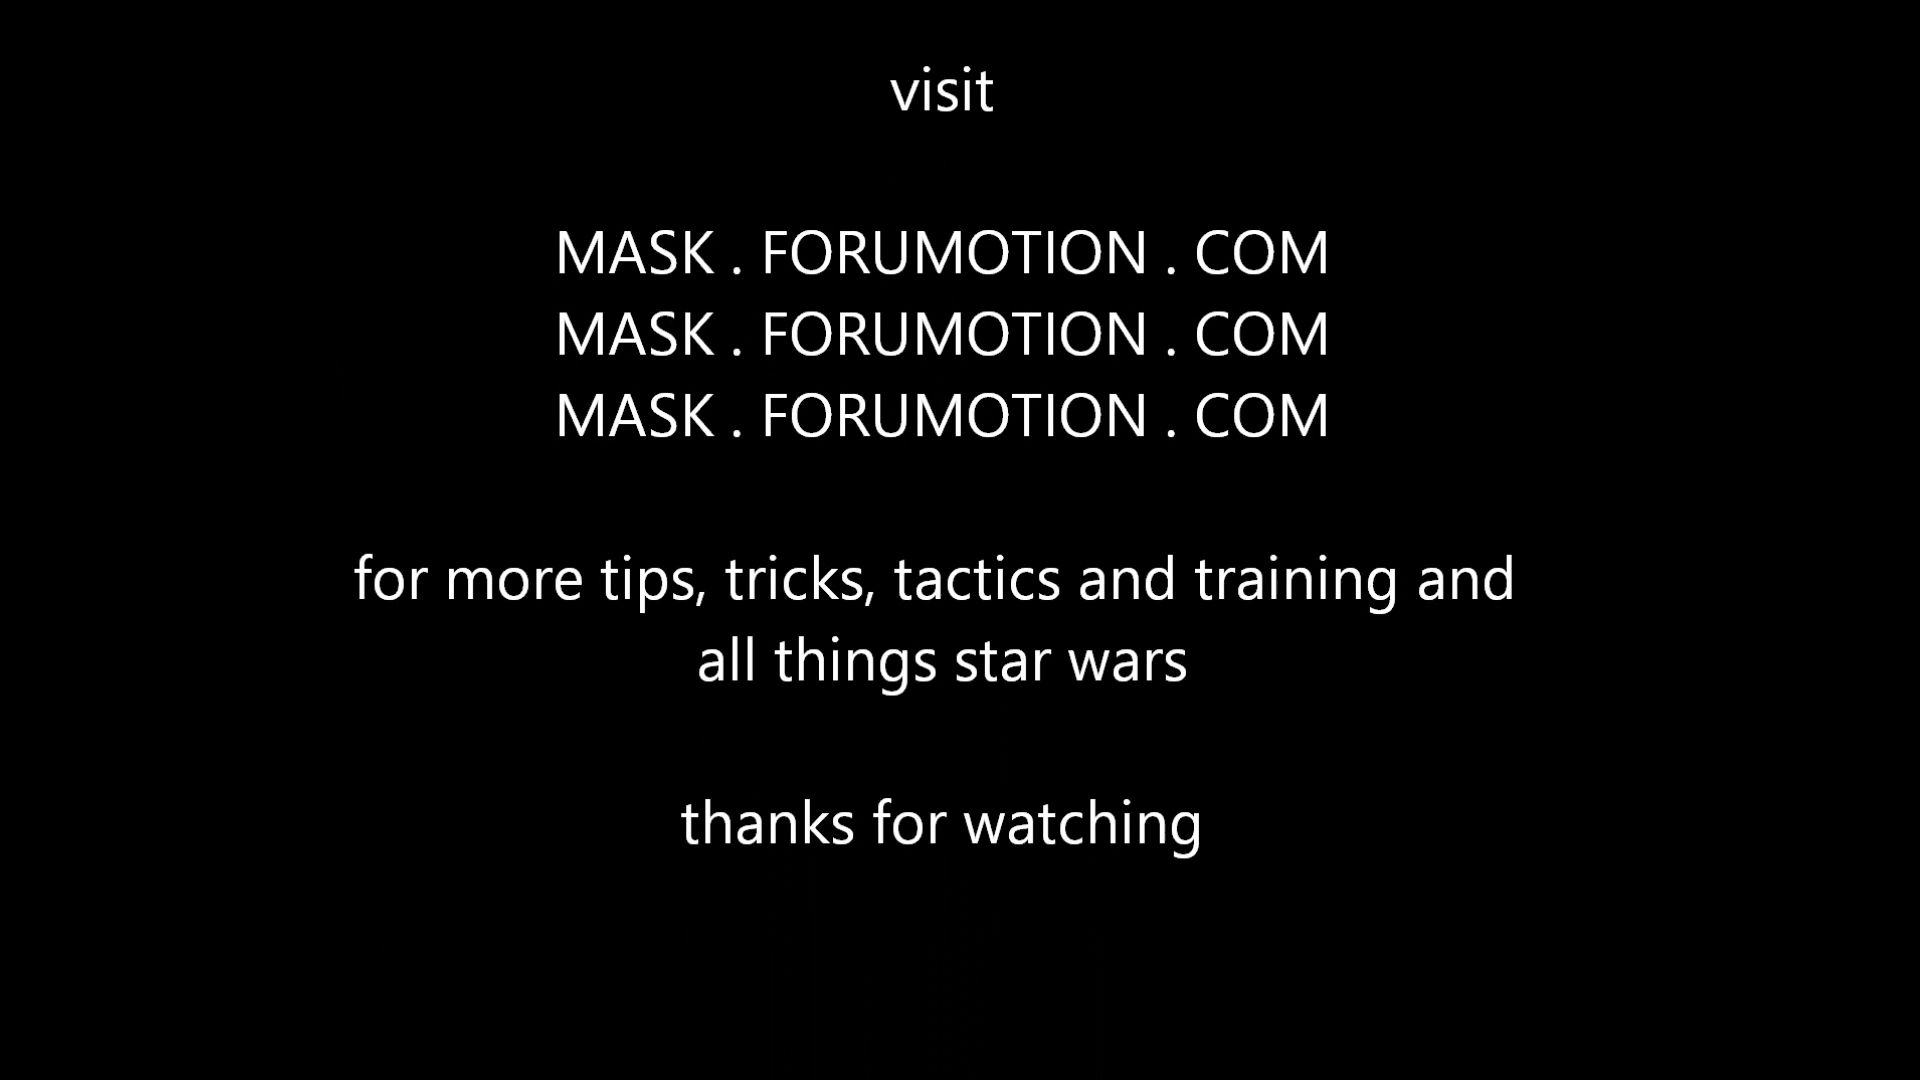 visit
MASK . FORUMOTION . COM
MASK . FORUMOTION . COM
MASK . FORUMOTION . COM
for more tips, tricks, tactics and training and
all things star wars
thanks for watching